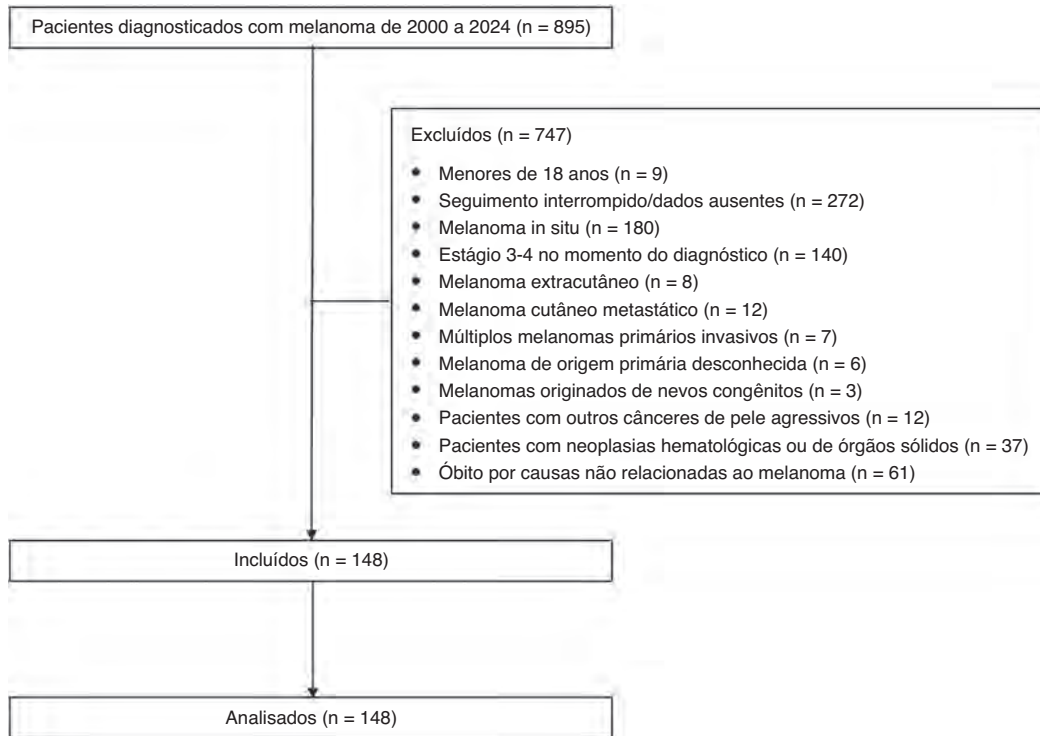 Pacientes diagnosticados com melanoma de 2000 a 2024 (n = 895)
Excluídos (n = 747)
• Menores de 18 anos (n = 9)
• Seguimento interrompido/dados ausentes (n = 272)
• Melanoma in situ (n = 180)
• Estágio 3-4 no momento do diagnóstico (n = 140)
• Melanoma extracutâneo (n = 8)
• Melanoma cutâneo metastático (n = 12)
• Múltiplos melanomas primários invasivos (n = 7)
• Melanoma de origem primária desconhecida (n = 6)
• Melanomas originados de nevos congênitos (n = 3)
• Pacientes com outros cânceres de pele agressivos (n = 12)
• Pacientes com neoplasias hematológicas ou de órgãos sólidos (n = 37)
• Óbito por causas não relacionadas ao melanoma (n = 61)
Incluídos (n = 148)
Analisados (n = 148)